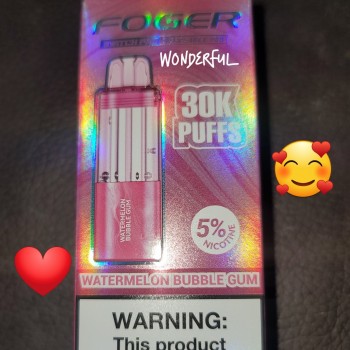 FOGER
WONDERFUL
30K
PUFFS
WATERMELON
BUBBLE GUM
5%
NICOTINE
WATERMELON BUBBLE GUM
WARNING:
This product